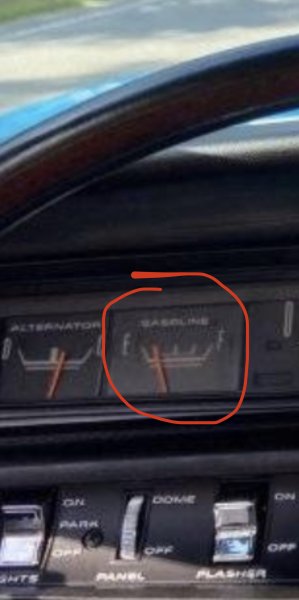 ALTERNATOR
GASOLINE
D
E
F
ON
PARK
OFF
DOME
OFF
ON
OFF
GHTS
PANEL
FLASHER